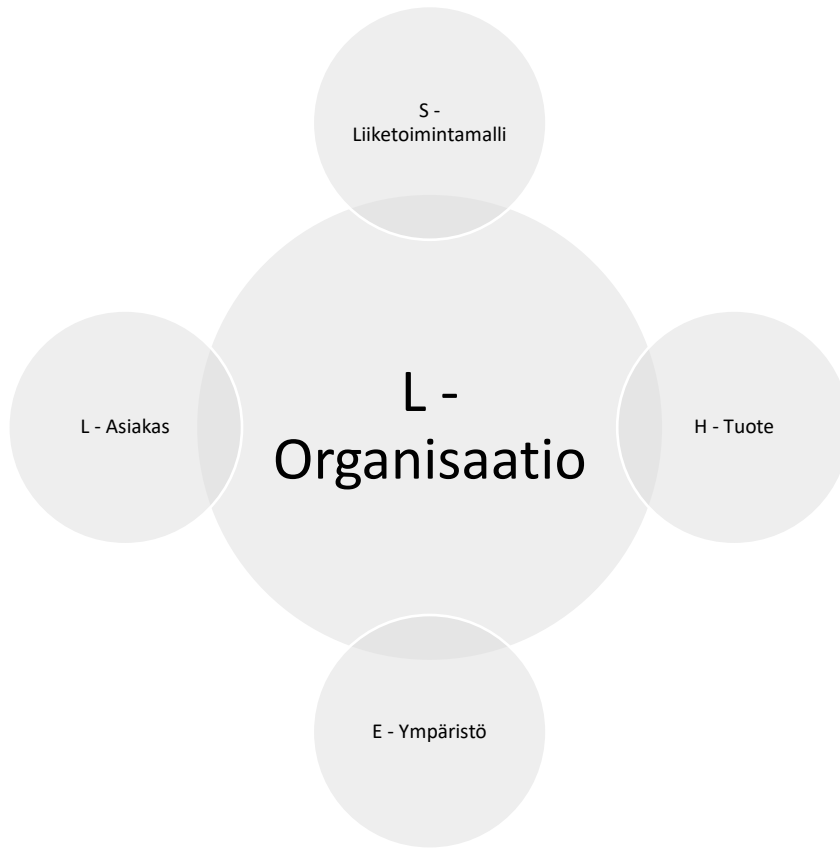 S -
Liiketoimintamalli
L - Asiakas
L -
Organisaatio
H - Tuote
E - Ympäristö